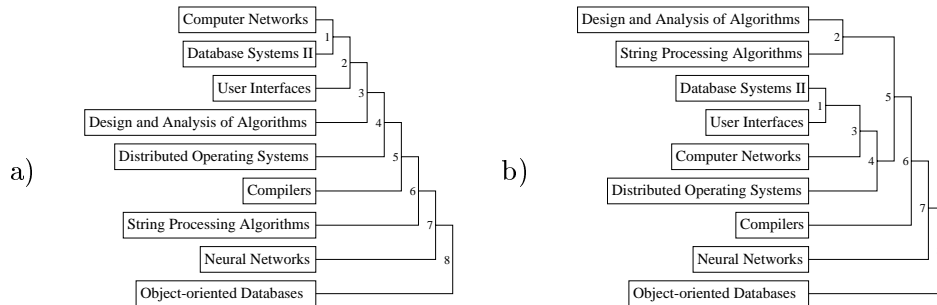 a)
Computer Networks
Database Systems II
User Interfaces
Design and Analysis of Algorithms
Distributed Operating Systems
Compilers
String Processing Algorithms
Neural Networks
Object-oriented Databases
1
2
3
4
5
6
7
8
b)
Design and Analysis of Algorithms
String Processing Algorithms
Database Systems II
User Interfaces
Computer Networks
Distributed Operating Systems
Compilers
Neural Networks
Object-oriented Databases
2
1
5
3
4
6
7